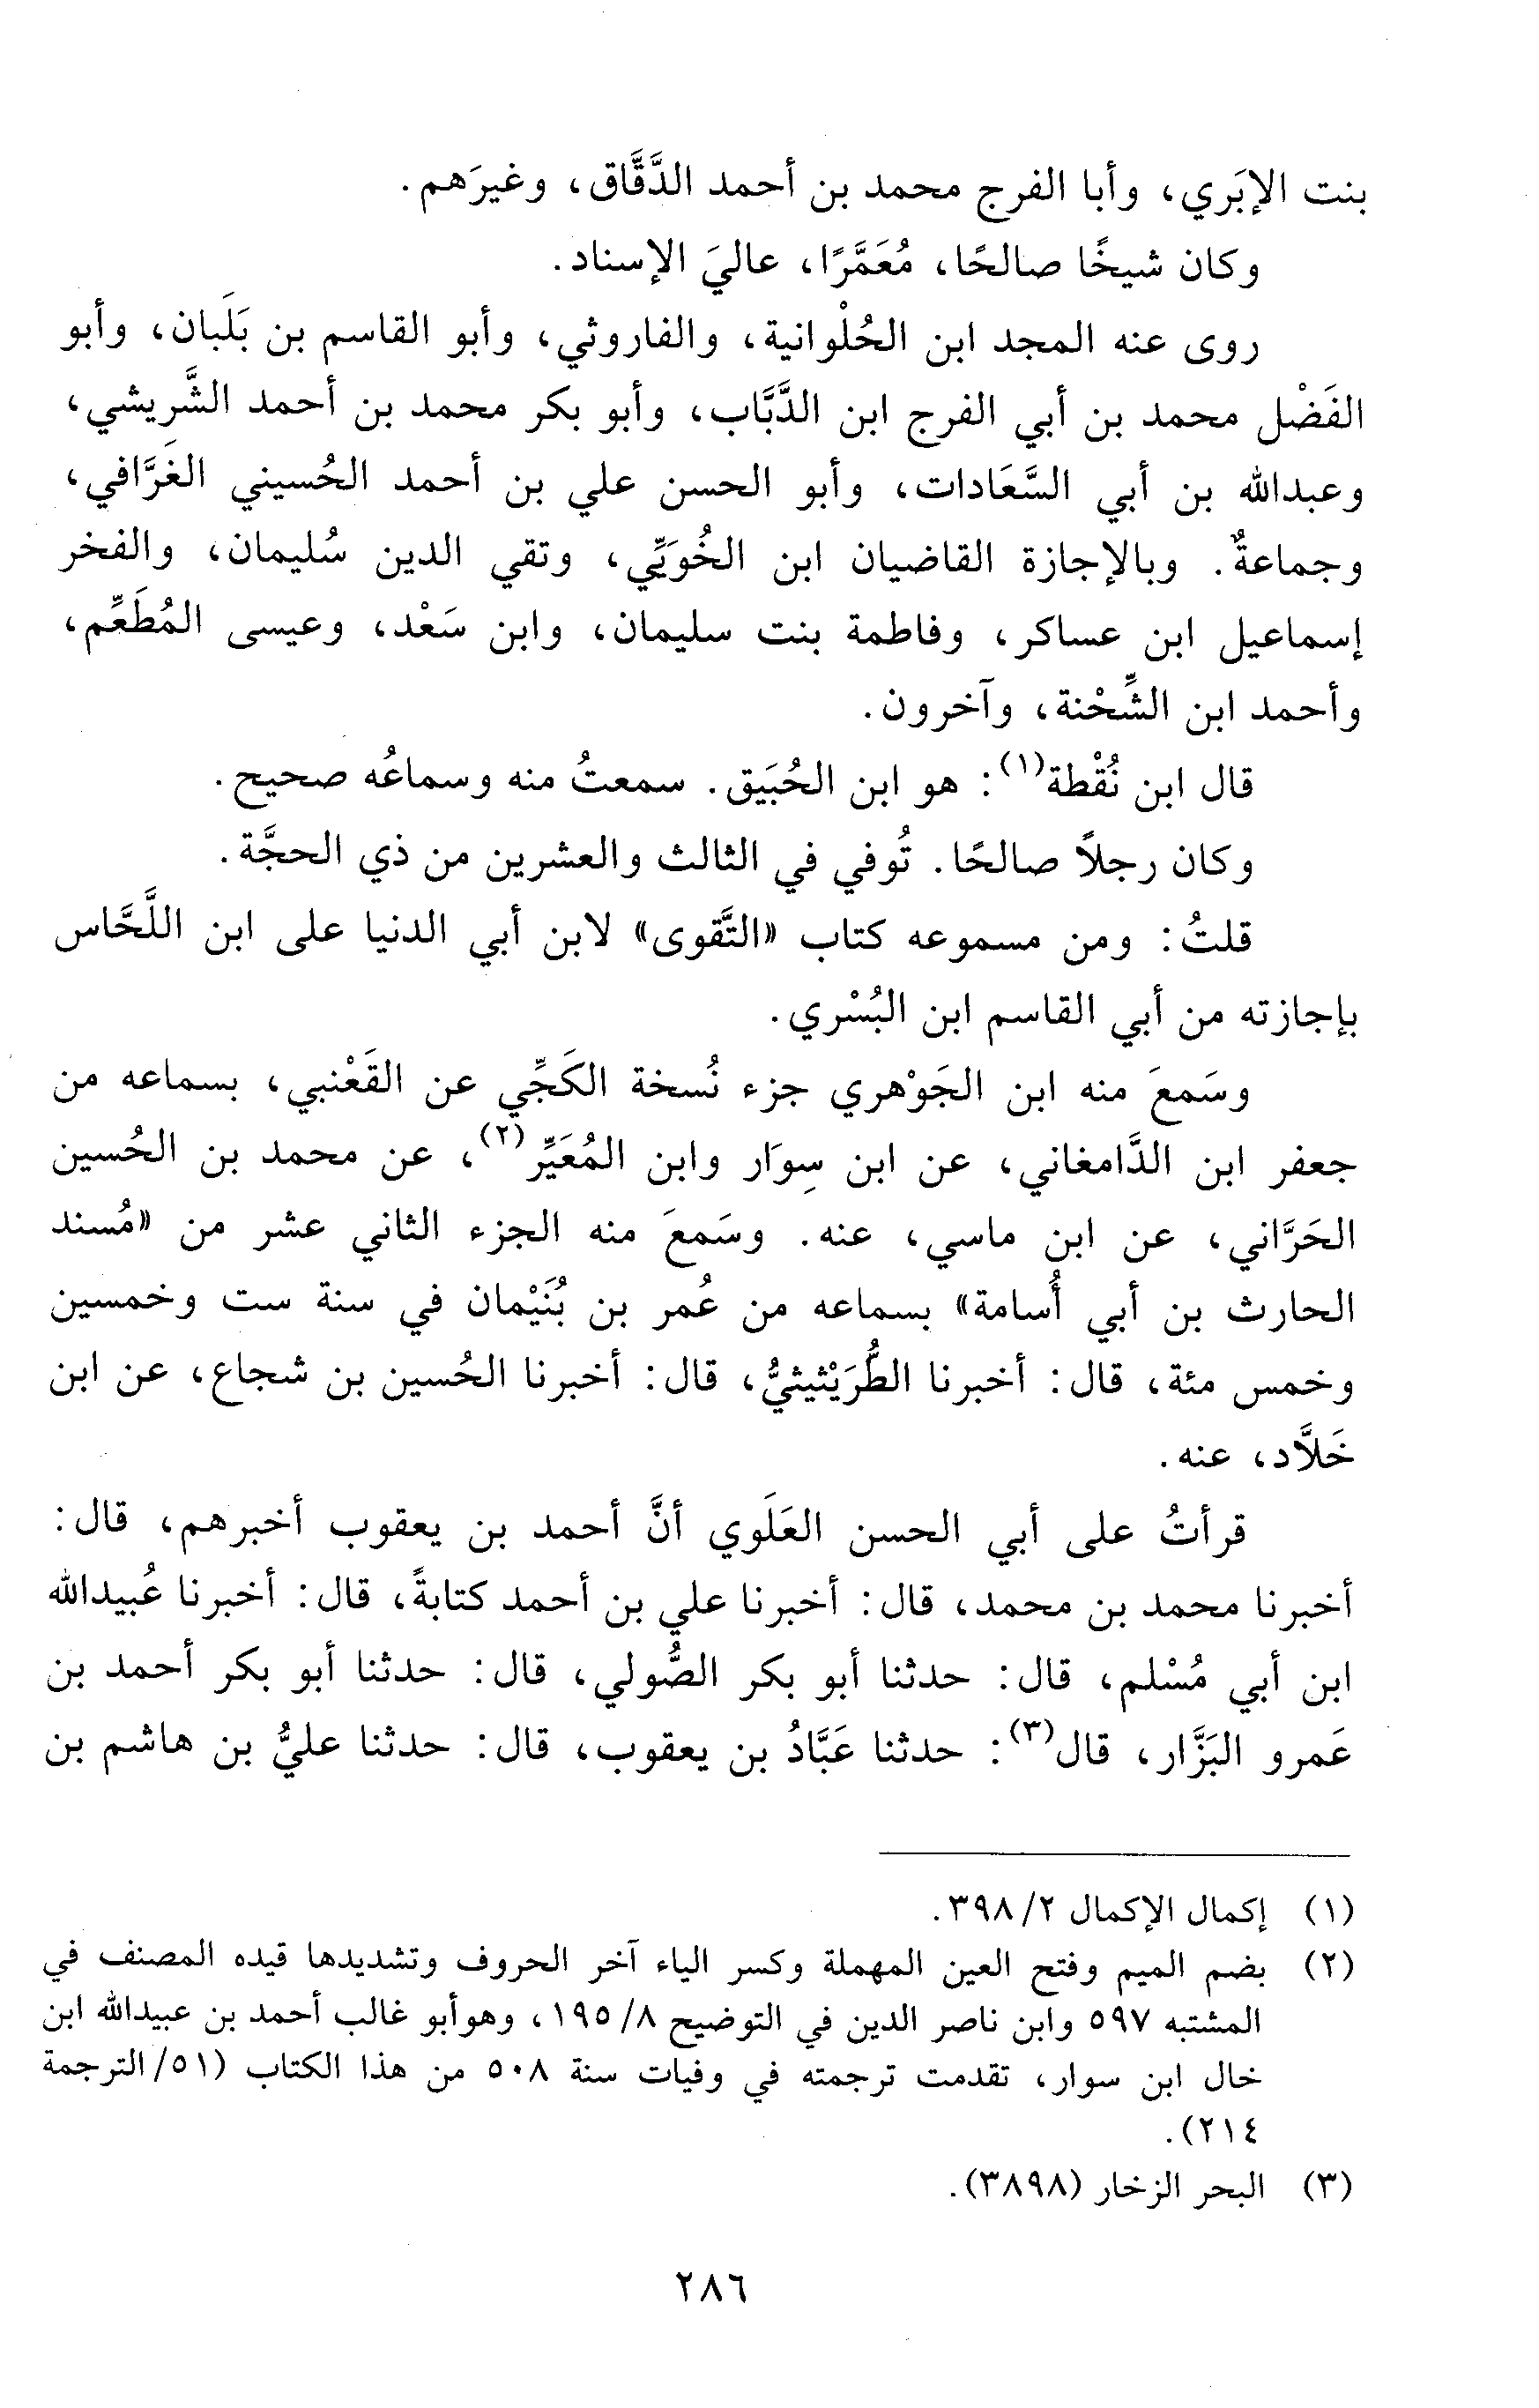 بنت الإبَري، وأبا الفرج محمد بن أحمد الدَّقَّاق، وغيرَهم.
وكان شيخًا صالحًا، مُعَمَّرًا، عاليَ الإسناد.
روى عنه المجد ابن الحُلْوانية، والفاروثي، وأبو القاسم بن بَلَبان، وأبو
الفَضْل محمد بن أبي الفرج ابن الدَّبَّاب، وأبو بكر محمد بن أحمد الشَّرِيشي،
وعبدالله بن أبي السَّعَادات، وأبو الحسن علي بن أحمد الحُسيني الغَرَّافي،
وجماعةٌ. وبالإجازة القاضيان ابن الخُوَيِّي، وتقي الدين سُليمان، والفخر
إسماعيل ابن عساكر، وفاطمة بنت سليمان، وابن سَعْد، وعيسى المُطَعِّم،
وأحمد ابن الشِّحْنة، وآخرون.
قال ابن نُقْطة(١): هو ابن الحُبَيق. سمعتُ منه وسماعُه صحيح.
وكان رجلاً صالحًا. تُوفي في الثالث والعشرين من ذي الحجَّة.
قلتُ: ومن مسموعه كتاب «التَّقوى» لابن أبي الدنيا على ابن اللَّحَّاس
بإجازته من أبي القاسم ابن البُسْري.
وسَمعَ منه ابن الجَوْهري جزء نُسخة الكَجِّي عن القَعْنبي، بسماعه من
جعفر ابن الدَّامغاني، عن ابن سِوَار وابن المُعَيِّر(٢)، عن محمد بن الحُسين
الحَرَّاني، عن ابن ماسي، عنه. وسَمعَ منه الجزء الثاني عشر من «مُسند
الحارث بن أبي أُسامة» بسماعه من عُمر بن بُنَيْمان في سنة ست وخمسين
وخمس مئة، قال: أخبرنا الطُّرَيْثيثيُّ، قال: أخبرنا الحُسين بن شجاع، عن ابن
خَلاَّد، عنه.
قرأتُ على أبي الحسن العَلَوي أنَّ أحمد بن يعقوب أخبرهم، قال:
أخبرنا محمد بن محمد، قال: أخبرنا علي بن أحمد كتابةً، قال: أخبرنا عُبيدالله
ابن أبي مُسْلم، قال: حدثنا أبو بكر الصُّولي، قال: حدثنا أبو بكر أحمد بن
عَمرو البَزَّار، قال(٣): حدثنا عَبَّادُ بن يعقوب، قال: حدثنا عليُّ بن هاشم بن
(١) إكمال الإكمال ٢/ ٣٩٨.
(٢) بضم الميم وفتح العين المهملة وكسر الياء آخر الحروف وتشديدها قيده المصنف في
المشتبه ٥٩٧ وابن ناصر الدين في التوضيح ٨/ ١٩٥، وهوأبو غالب أحمد بن عبيدالله ابن
خال ابن سوار، تقدمت ترجمته في وفيات سنة ٥٠٨ من هذا الكتاب (٥١/ الترجمة
٢١٤).
(٣) البحر الزخار (٣٨٩٨).
٢٨٦